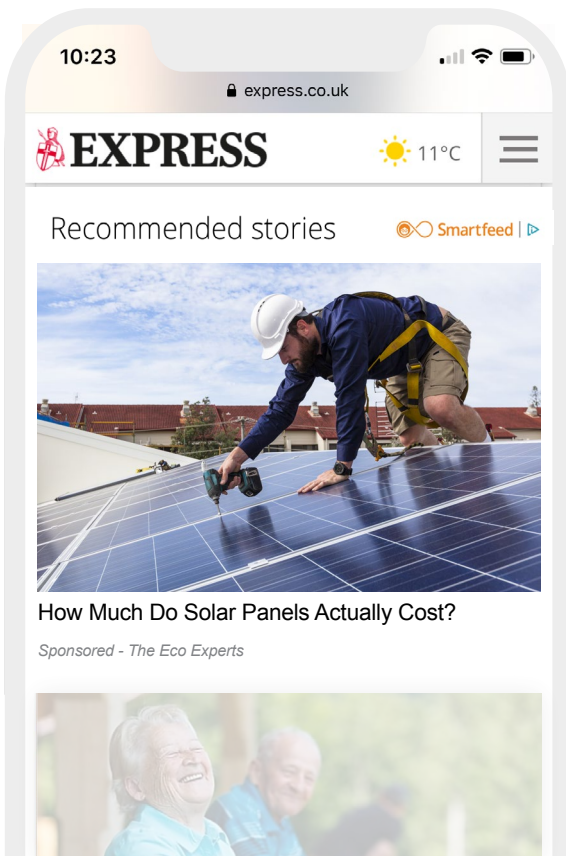 10:23
express.co.uk
EXPRESS
11°C
Recommended stories
Smartfeed
How Much Do Solar Panels Actually Cost?
Sponsored - The Eco Experts